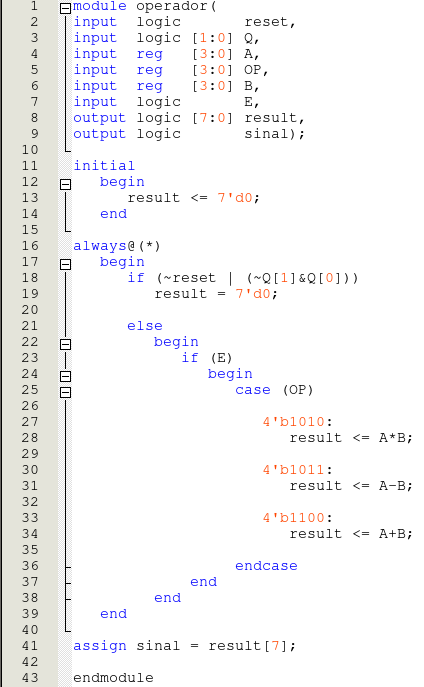 1 module operador(
2 input  logic       reset,
3 input  logic [1:0] Q,
4 input  reg   [3:0] A,
5 input  reg   [3:0] OP,
6 input  reg   [3:0] B,
7 input  logic       E,
8 output logic [7:0] result,
9 output logic       sinal);
10
11 initial
12    begin
13       result <= 7'd0;
14    end
15
16 always@(*)
17    begin
18       if (~reset | (~Q[1]&Q[0]))
19          result = 7'd0;
20
21       else
22          begin
23             if (E)
24                begin
25                   case (OP)
26
27                      4'b1010:
28                         result <= A*B;
29
30                      4'b1011:
31                         result <= A-B;
32
33                      4'b1100:
34                         result <= A+B;
35
36                   endcase
37              end
38          end
39    end
40
41 assign sinal = result[7];
42
43 endmodule